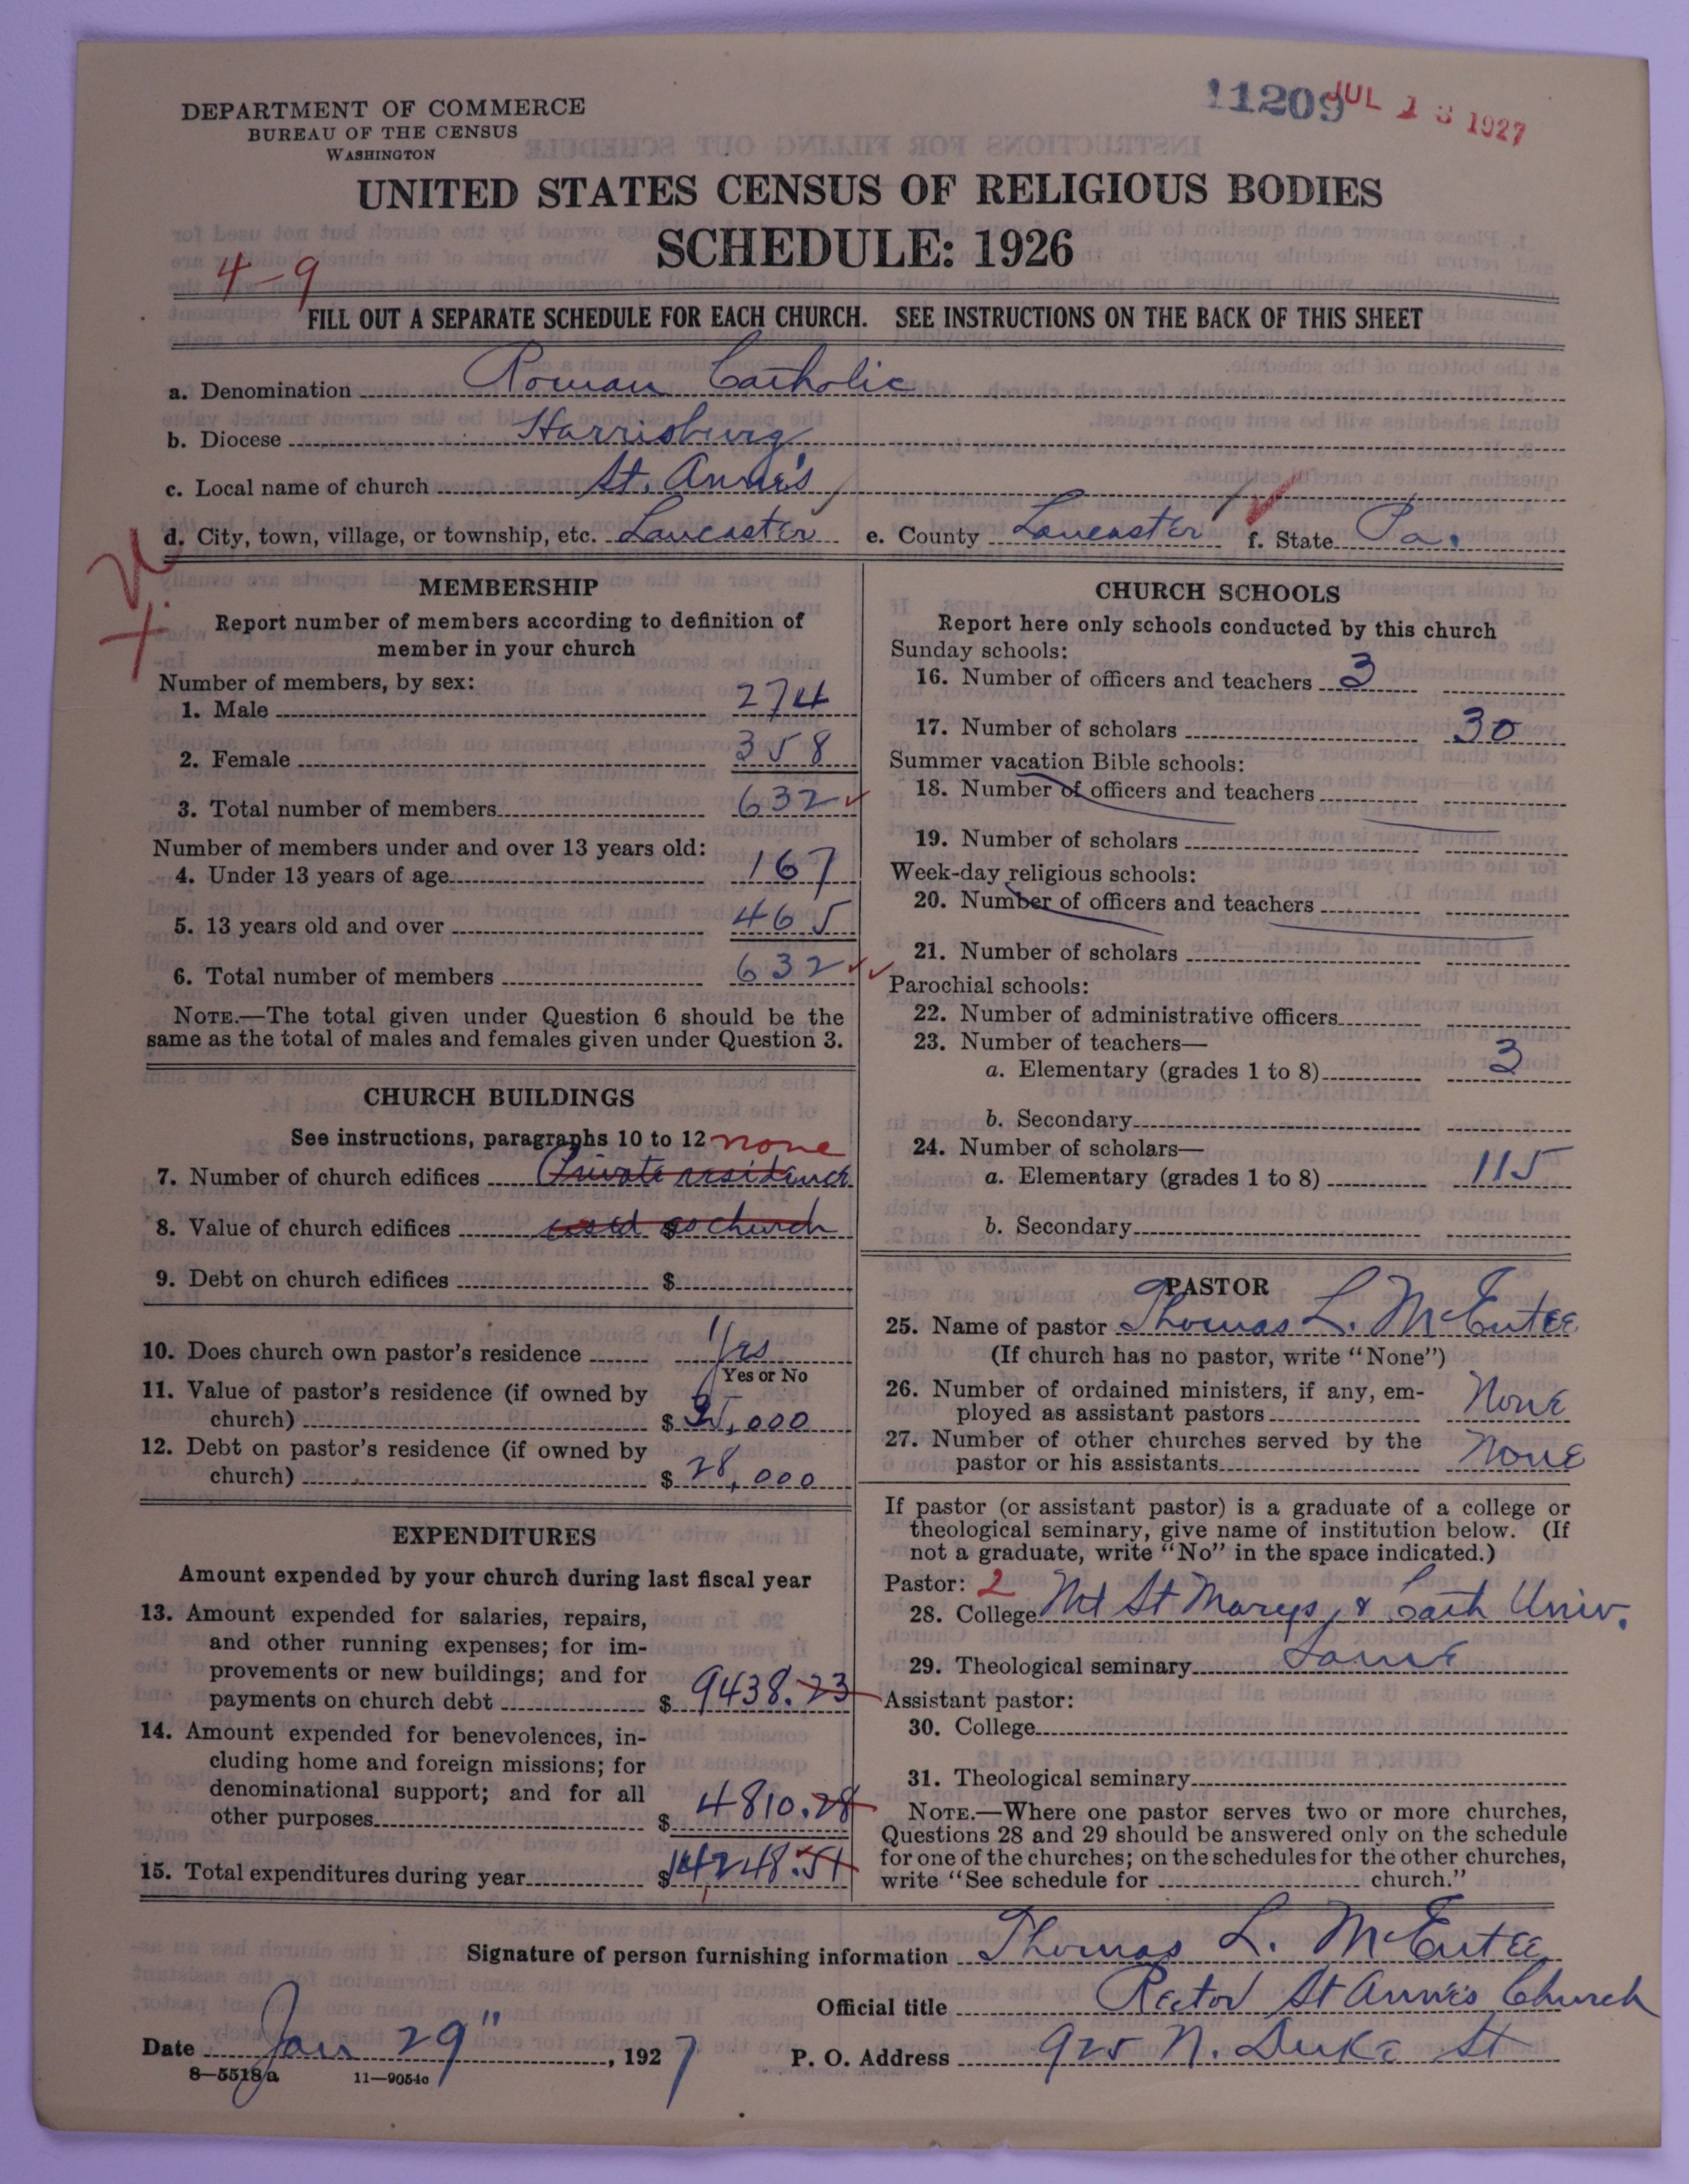 DEPARTMENT OF COMMERCE
BUREAU OF THE CENSUS
WASHINGTON
11209 JUL 13 1927
UNITED STATES CENSUS OF RELIGIOUS BODIES
SCHEDULE: 1926
4-9
FILL OUT A SEPARATE SCHEDULE FOR EACH CHURCH. SEE INSTRUCTIONS ON THE BACK OF THIS SHEET
a. Denomination Roman Catholic
b. Diocese Harrisburg
c. Local name of church St. Anne's
d. City, town, village, or township, etc. Lancaster e. County Lancaster f. State Pa.
MEMBERSHIP
Report number of members according to definition of
member in your church
Number of members, by sex:
1. Male 274
2. Female 358
3. Total number of members 632
Number of members under and over 13 years old:
4. Under 13 years of age 167
5. 13 years old and over 465
6. Total number of members 632
NOTE.—The total given under Question 6 should be the
same as the total of males and females given under Question 3.
CHURCH BUILDINGS
See instructions, paragraphs 10 to 12 none
7. Number of church edifices Private residence
8. Value of church edifices used $ as church
9. Debt on church edifices $
10. Does church own pastor's residence Yes
Yes or No
11. Value of pastor's residence (if owned by
church) $ 35,000
12. Debt on pastor's residence (if owned by
church) $ 28,000
EXPENDITURES
Amount expended by your church during last fiscal year
13. Amount expended for salaries, repairs,
and other running expenses; for im-
provements or new buildings; and for
payments on church debt $ 9438.23
14. Amount expended for benevolences, in-
cluding home and foreign missions; for
denominational support; and for all
other purposes $ 4810.28
15. Total expenditures during year $ 14248.51
CHURCH SCHOOLS
Report here only schools conducted by this church
Sunday schools:
16. Number of officers and teachers 3
17. Number of scholars 30
Summer vacation Bible schools:
18. Number of officers and teachers
19. Number of scholars
Week-day religious schools:
20. Number of officers and teachers
21. Number of scholars
Parochial schools:
22. Number of administrative officers
23. Number of teachers—
a. Elementary (grades 1 to 8) 3
b. Secondary
24. Number of scholars—
a. Elementary (grades 1 to 8) 115
b. Secondary
PASTOR
25. Name of pastor Thomas L. McEntee
(If church has no pastor, write "None")
26. Number of ordained ministers, if any, em-
ployed as assistant pastors None
27. Number of other churches served by the
pastor or his assistants None
If pastor (or assistant pastor) is a graduate of a college or
theological seminary, give name of institution below. (If
not a graduate, write "No" in the space indicated.)
Pastor: 2
28. College Mt St Marys, & Cath Univ.
29. Theological seminary Same
Assistant pastor:
30. College
31. Theological seminary
NOTE.—Where one pastor serves two or more churches,
Questions 28 and 29 should be answered only on the schedule
for one of the churches; on the schedules for the other churches,
write "See schedule for church."
Signature of person furnishing information Thomas L. McEntee
Official title Rector St Anne's Church
Date Jan 29", 1927 P. O. Address 925 N. Duke St
8—5518a 11—9054c